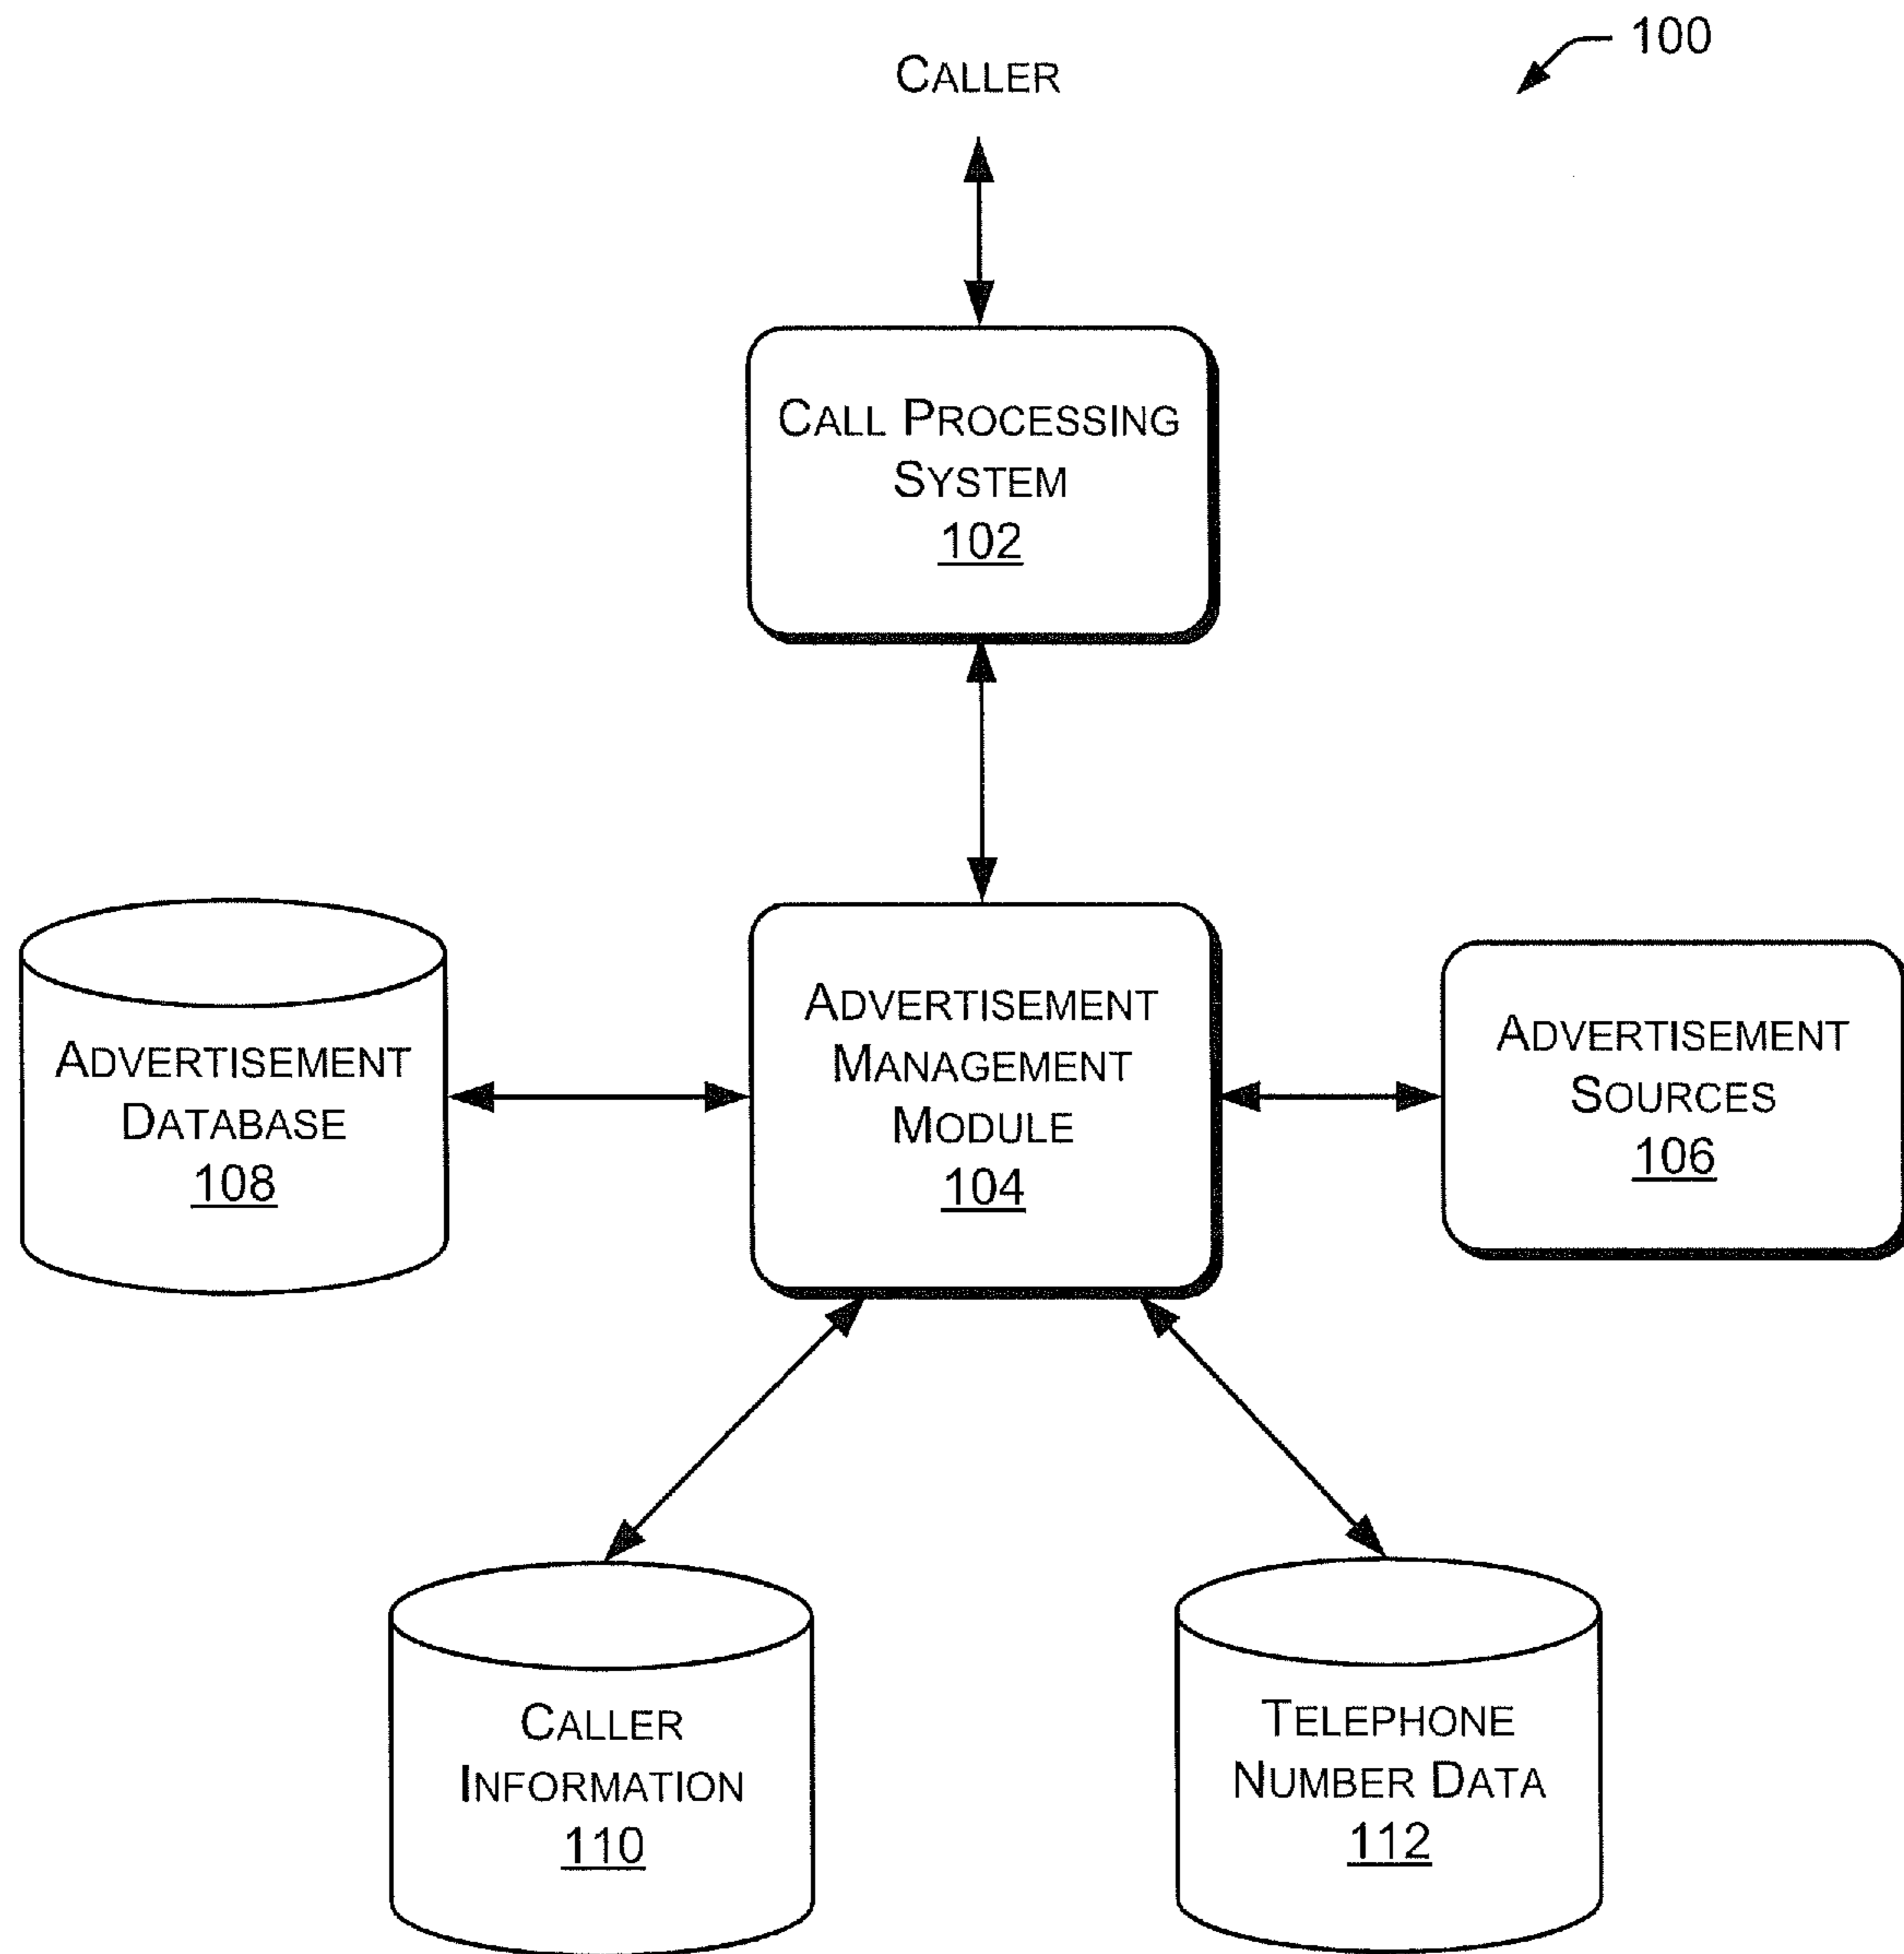 100
CALLER
CALL PROCESSING
SYSTEM
102
ADVERTISEMENT
DATABASE
108
ADVERTISEMENT
MANAGEMENT
MODULE
104
ADVERTISEMENT
SOURCES
106
CALLER
INFORMATION
110
TELEPHONE
NUMBER DATA
112